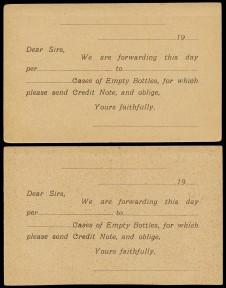 19
Dear Sirs,
We are forwarding this day
per to
Cases of Empty Bottles, for which
please send Credit Note, and oblige,
Yours faithfully,
19
Dear Sirs,
We are forwarding this day
per to
Cases of Empty Bottles, for which
please send Credit Note, and oblige,
Yours faithfully,